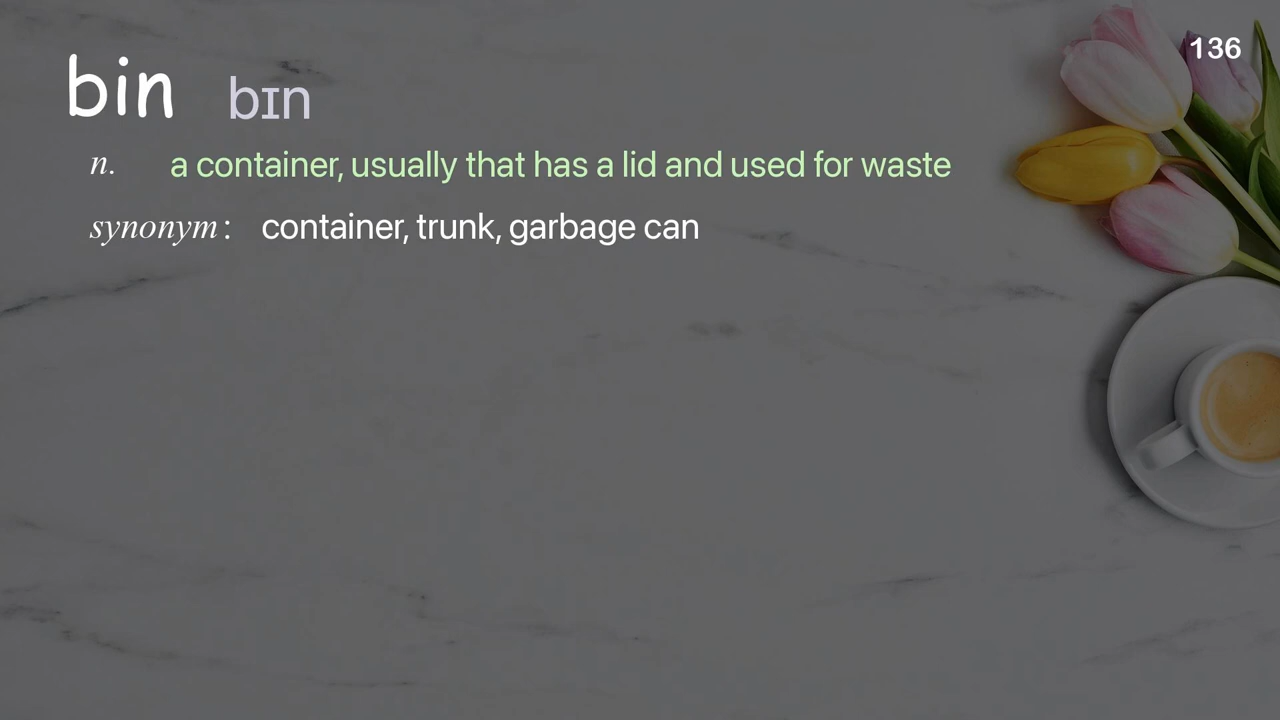 136
bin bɪn
n. a container, usually that has a lid and used for waste
synonym: container, trunk, garbage can